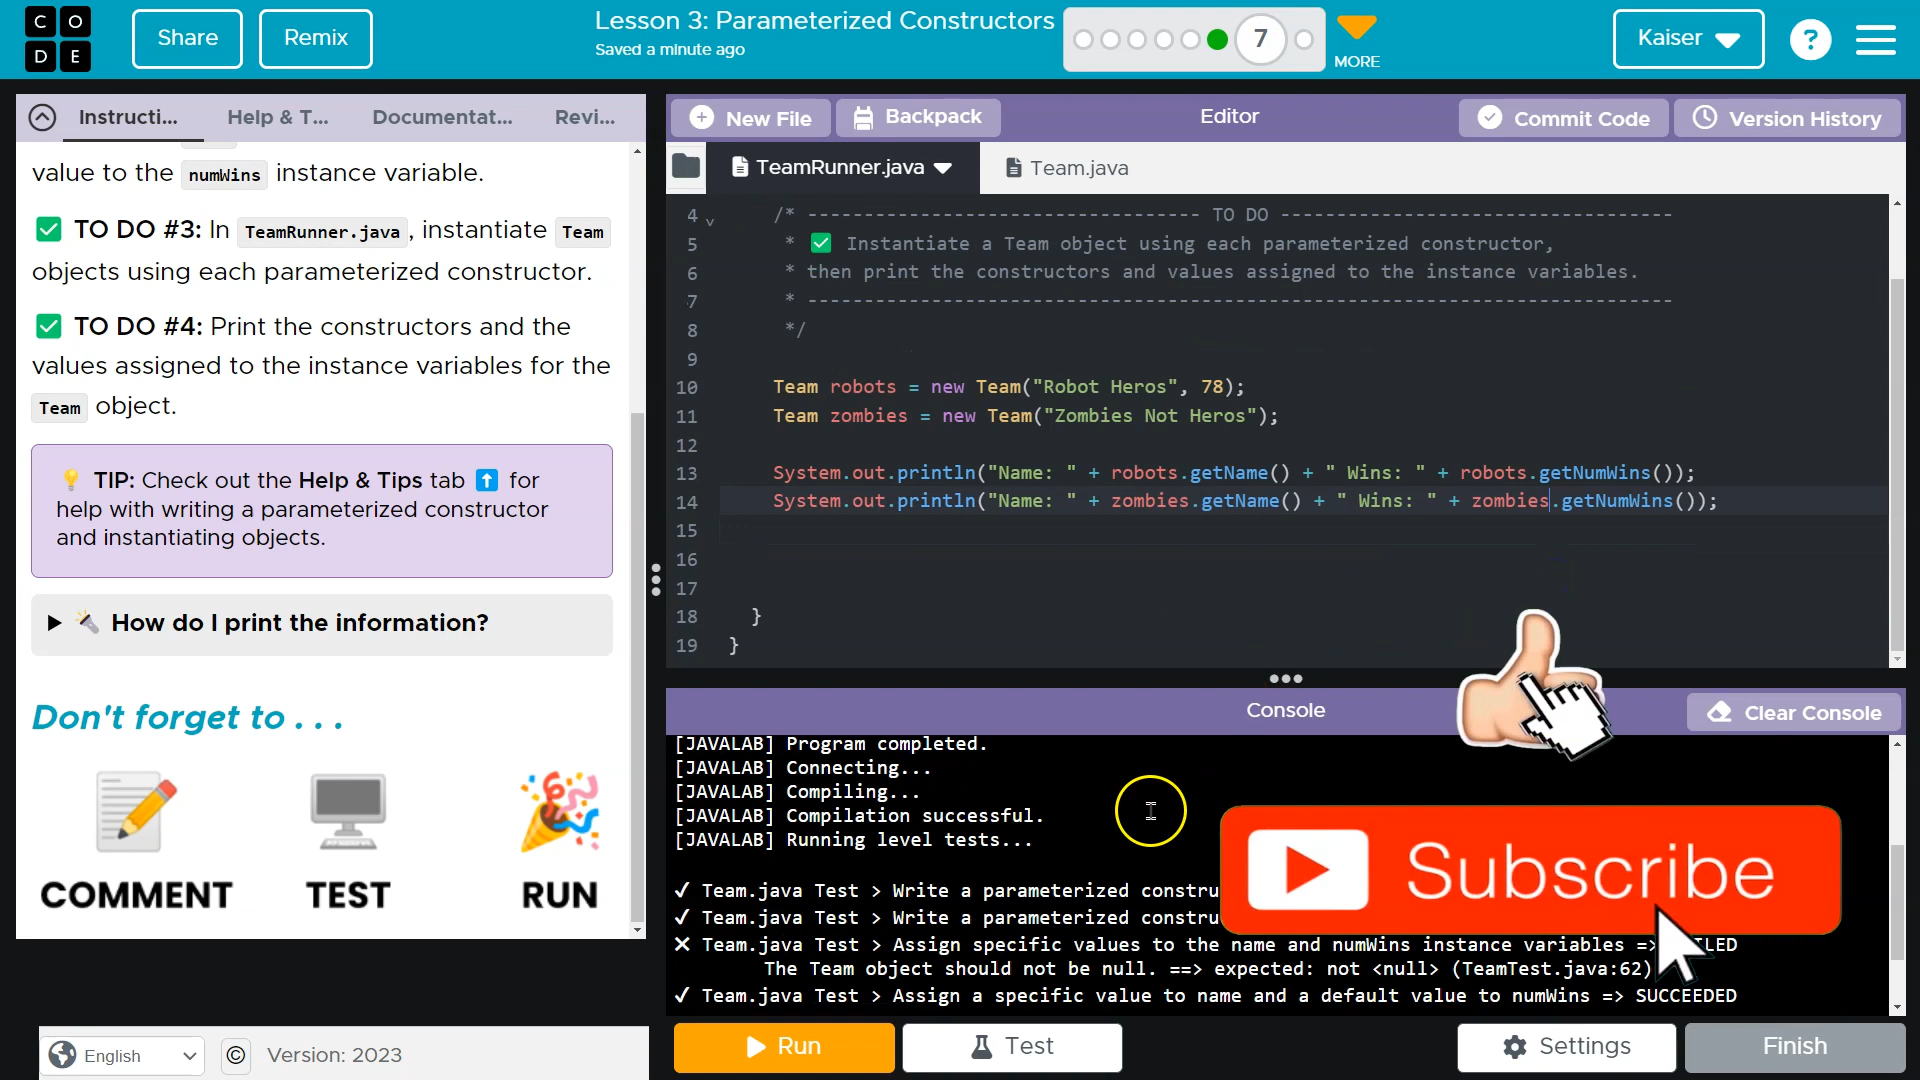 C O
D E
Share
Remix
Lesson 3: Parameterized Constructors
Saved a minute ago
7
MORE
Kaiser
?
Instructi...
Help & T...
Documentat...
Revi...
value to the numWins instance variable.
✅ TO DO #3: In TeamRunner.java, instantiate Team
objects using each parameterized constructor.
✅ TO DO #4: Print the constructors and the
values assigned to the instance variables for the
Team object.
💡 TIP: Check out the Help & Tips tab ⬆️ for
help with writing a parameterized constructor
and instantiating objects.
▶ 🔦 How do I print the information?
Don't forget to . . .
COMMENT
TEST
RUN
English
© Version: 2023
New File
Backpack
Editor
Commit Code
Version History
TeamRunner.java
Team.java
4 /* ----------------------------------- TO DO -----------------------------------
5 * ✅ Instantiate a Team object using each parameterized constructor,
6 * then print the constructors and values assigned to the instance variables.
7 * -----------------------------------------------------------------------------
8 */
9
10 Team robots = new Team("Robot Heros", 78);
11 Team zombies = new Team("Zombies Not Heros");
12
13 System.out.println("Name: " + robots.getName() + " Wins: " + robots.getNumWins());
14 System.out.println("Name: " + zombies.getName() + " Wins: " + zombies.getNumWins());
15
16
17
18 }
19 }
Console
Clear Console
[JAVALAB] Program completed.
[JAVALAB] Connecting...
[JAVALAB] Compiling...
[JAVALAB] Compilation successful.
[JAVALAB] Running level tests...
✓ Team.java Test > Write a parameterized constru
✓ Team.java Test > Write a parameterized constru
✕ Team.java Test > Assign specific values to the name and numWins instance variables =>
The Team object should not be null. ==> expected: not <null> (TeamTest.java:62)
✓ Team.java Test > Assign a specific value to name and a default value to numWins => SUCCEEDED
Subscribe
Run
Test
Settings
Finish